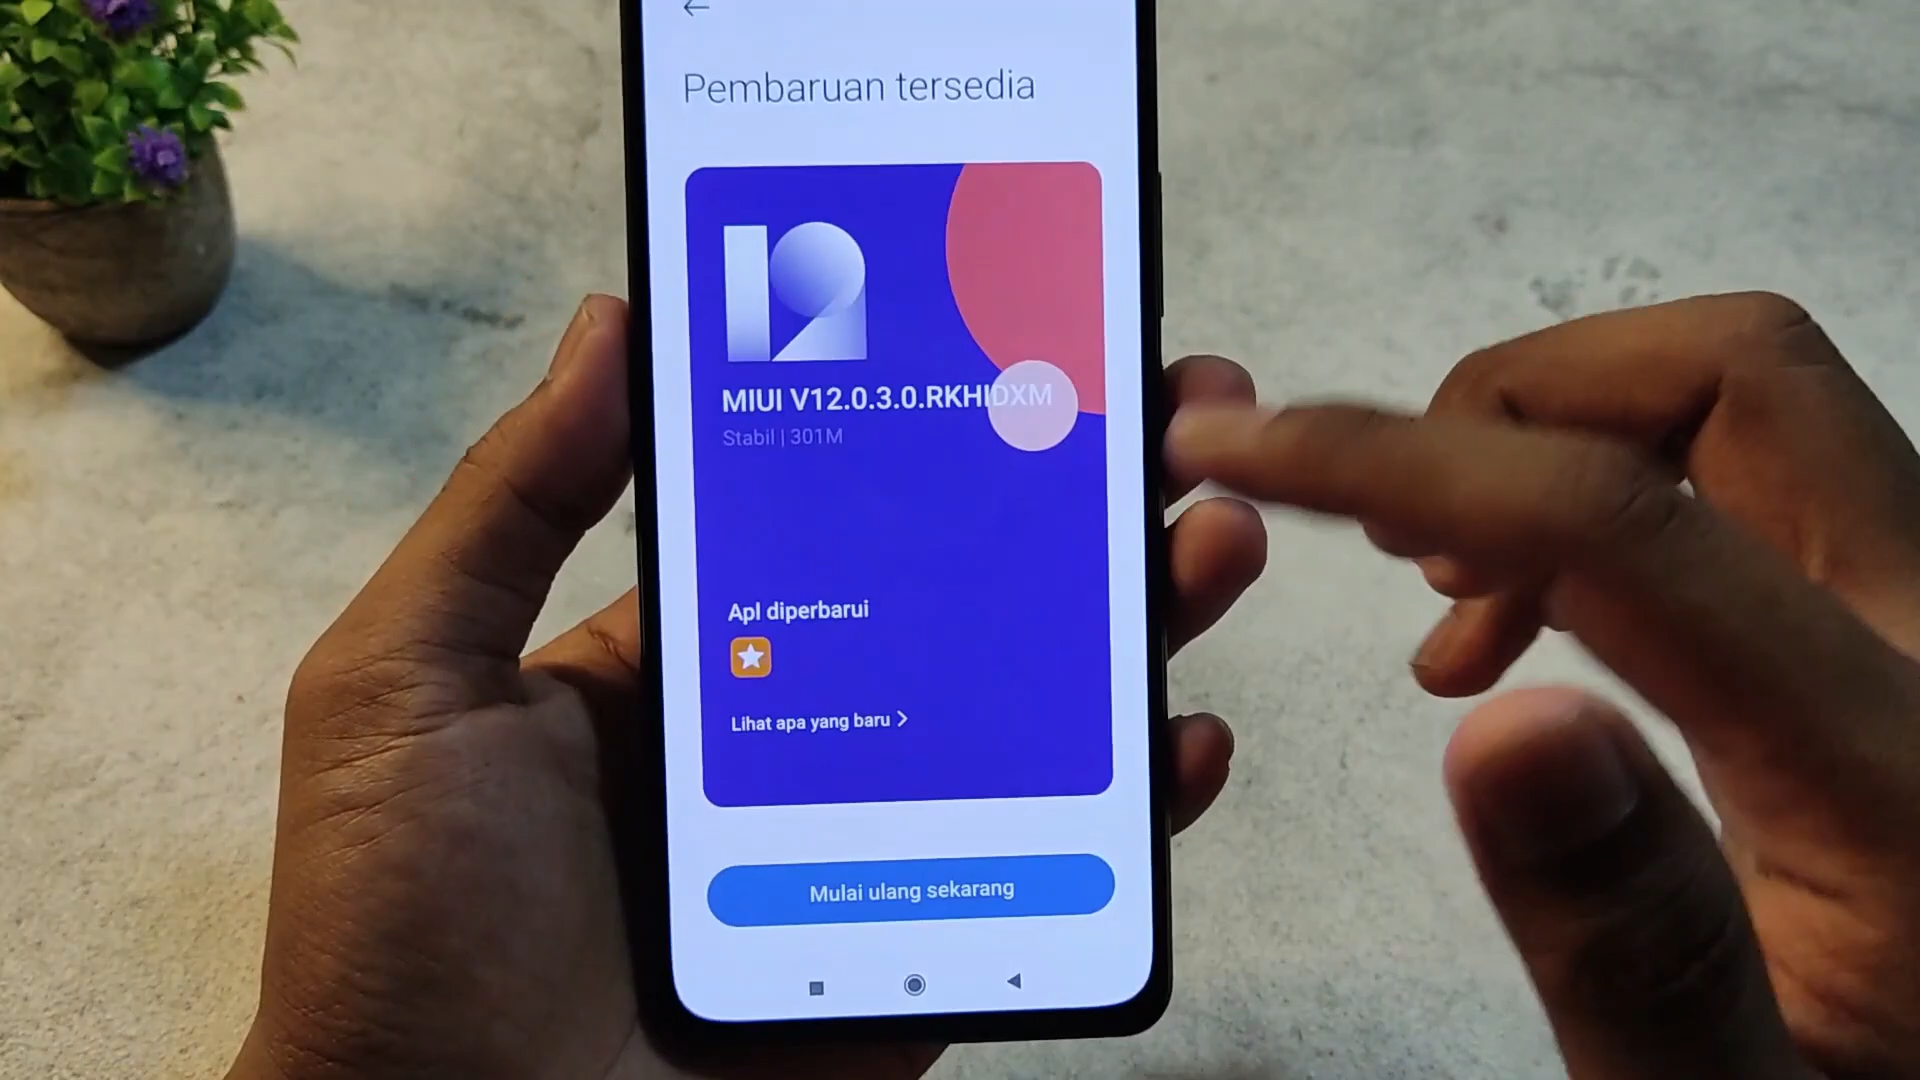 Pembaruan tersedia
12
MIUI V12.0.3.0.RKHIDXM
Stabil | 301M
Apl diperbarui
Lihat apa yang baru
Mulai ulang sekarang